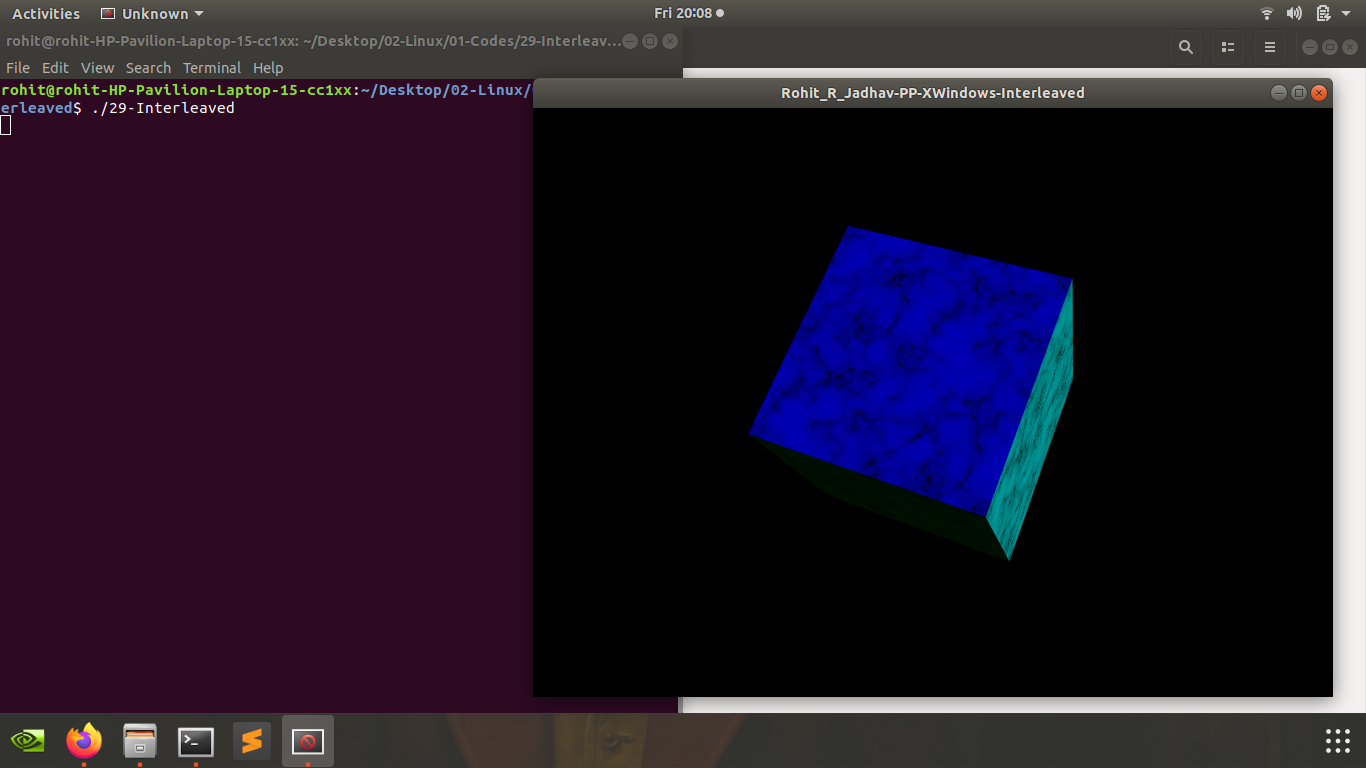 Activities Unknown Fri 20:08
rohit@rohit-HP-Pavilion-Laptop-15-cc1xx: ~/Desktop/02-Linux/01-Codes/29-Interleav...
File Edit View Search Terminal Help
rohit@rohit-HP-Pavilion-Laptop-15-cc1xx:~/Desktop/02-Linux/
erleaved$ ./29-Interleaved
Rohit_R_Jadhav-PP-XWindows-Interleaved